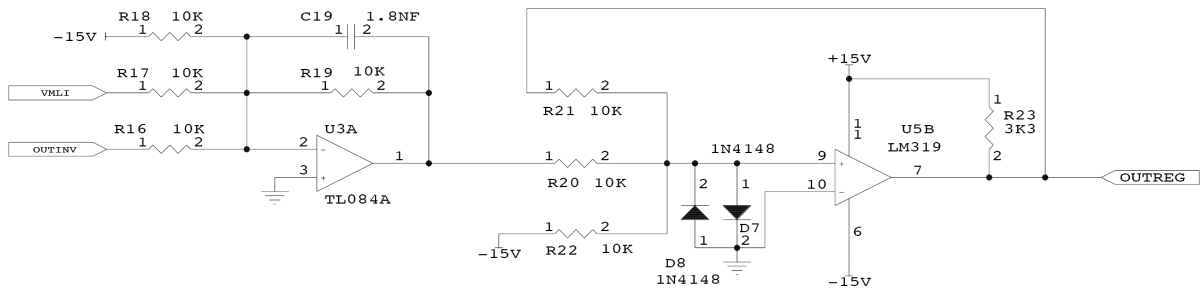 R18 10K
1 2
-15V
C19 1.8NF
1 2
R17 10K
1 2
VMLI
R19 10K
1 2
R16 10K
1 2
OUTINV
U3A
2
-
3
+
1
TL084A
1 2
R21 10K
1 2
R20 10K
1 2
R22 10K
-15V
1N4148
2
1
1
2
D7
D8
1N4148
+15V
11
U5B
LM319
9
+
10
-
7
6
-15V
1
R23
3K3
2
OUTREG